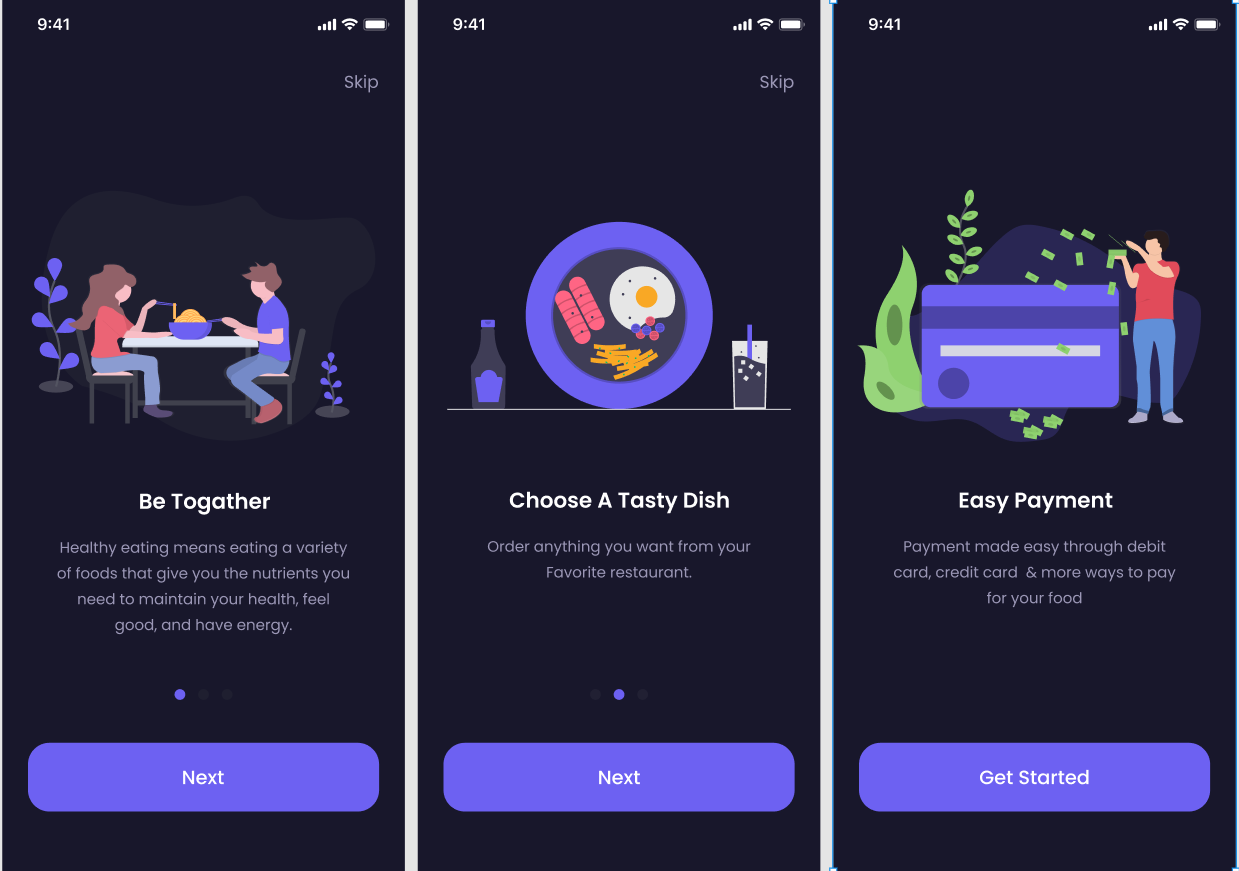 9:41
Skip
Be Togather
Healthy eating means eating a variety
of foods that give you the nutrients you
need to maintain your health, feel
good, and have energy.
Next
9:41
Skip
Choose A Tasty Dish
Order anything you want from your
Favorite restaurant.
Next
9:41
Easy Payment
Payment made easy through debit
card, credit card  & more ways to pay
for your food
Get Started